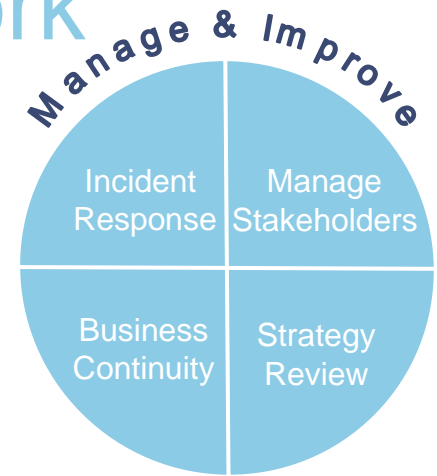 Manage & Improve
Incident
Response
Manage
Stakeholders
Business
Continuity
Strategy
Review